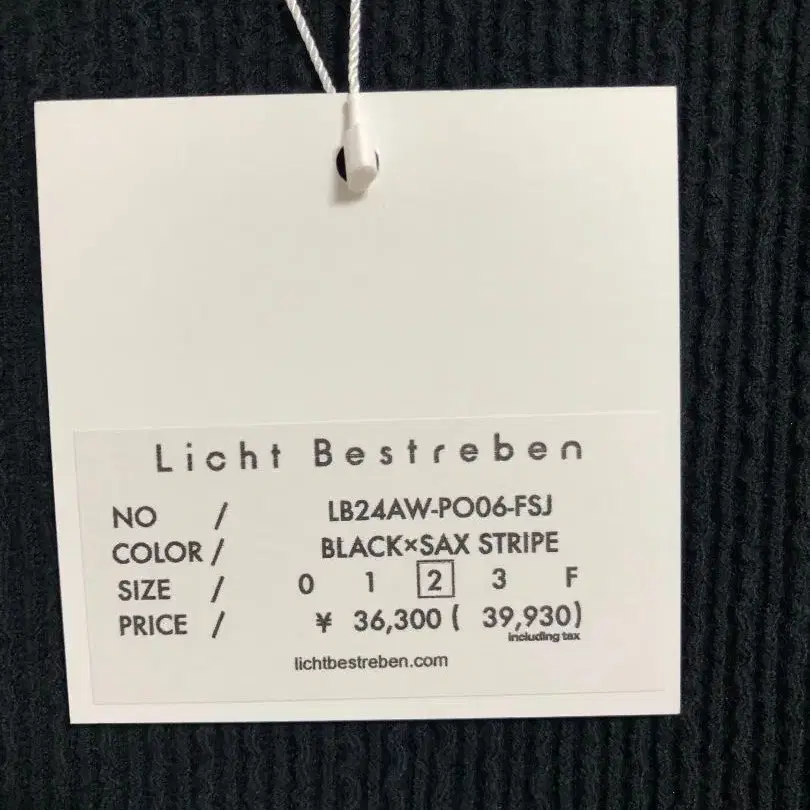 Licht Bestreben
NO / LB24AW-PO06-FSJ
COLOR / BLACK×SAX STRIPE
SIZE / 0 1 2 3 F
PRICE / ¥ 36,300 ( 39,930)
including tax
lichtbestreben.com